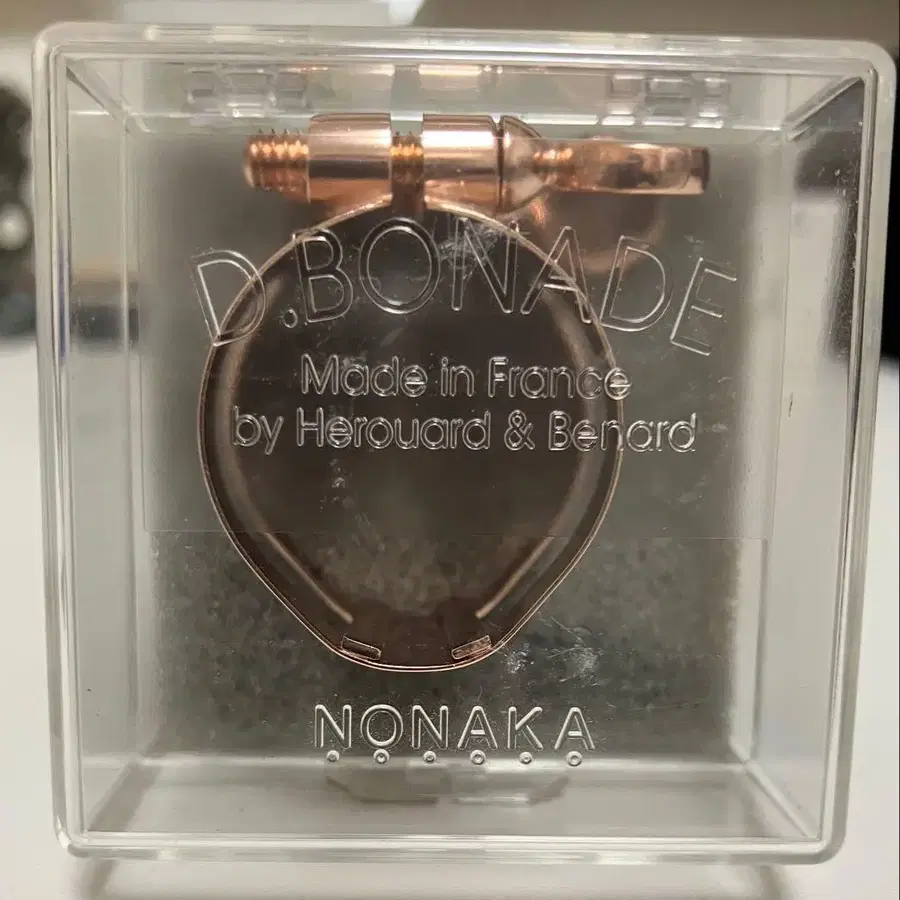 D.BONADE
Made in France
by Herouard & Benard
NONAKA